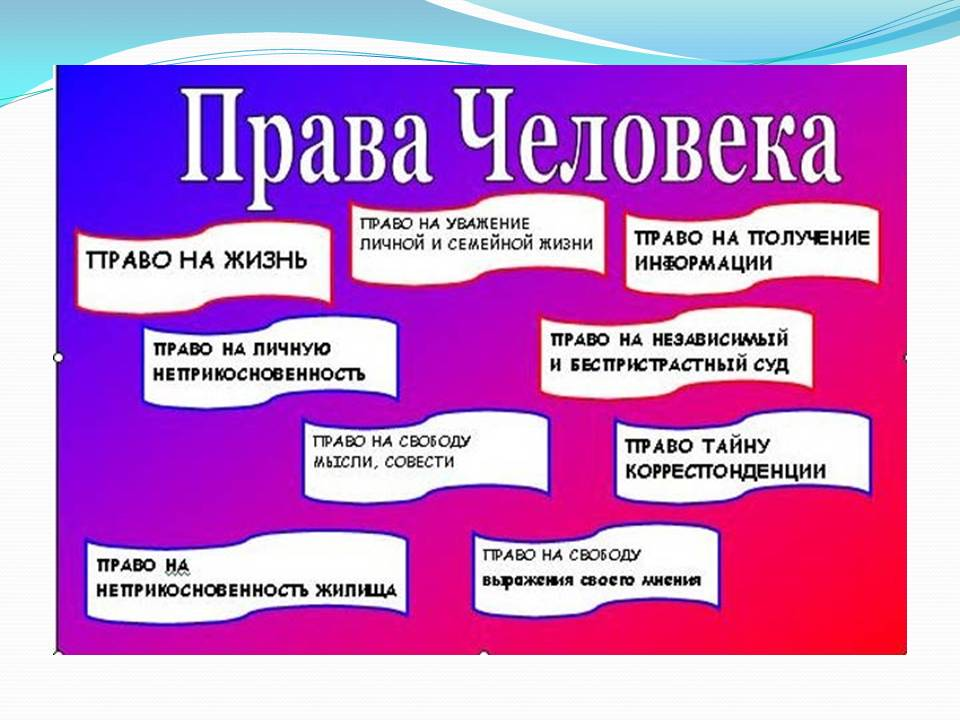 Права Человека
ПРАВО НА ЖИЗНЬ
ПРАВО НА УВАЖЕНИЕ
ЛИЧНОЙ И СЕМЕЙНОЙ ЖИЗНИ
ПРАВО НА ПОЛУЧЕНИЕ
ИНФОРМАЦИИ
ПРАВО НА ЛИЧНУЮ
НЕПРИКОСНОВЕННОСТЬ
ПРАВО НА НЕЗАВИСИМЫЙ
И БЕСПРИСТРАСТНЫЙ СУД
ПРАВО НА СВОБОДУ
МЫСЛИ, СОВЕСТИ
ПРАВО ТАЙНУ
КОРРЕСПОНДЕНЦИИ
ПРАВО НА
НЕПРИКОСНОВЕННОСТЬ ЖИЛИЩА
ПРАВО НА СВОБОДУ
выражения своего мнения